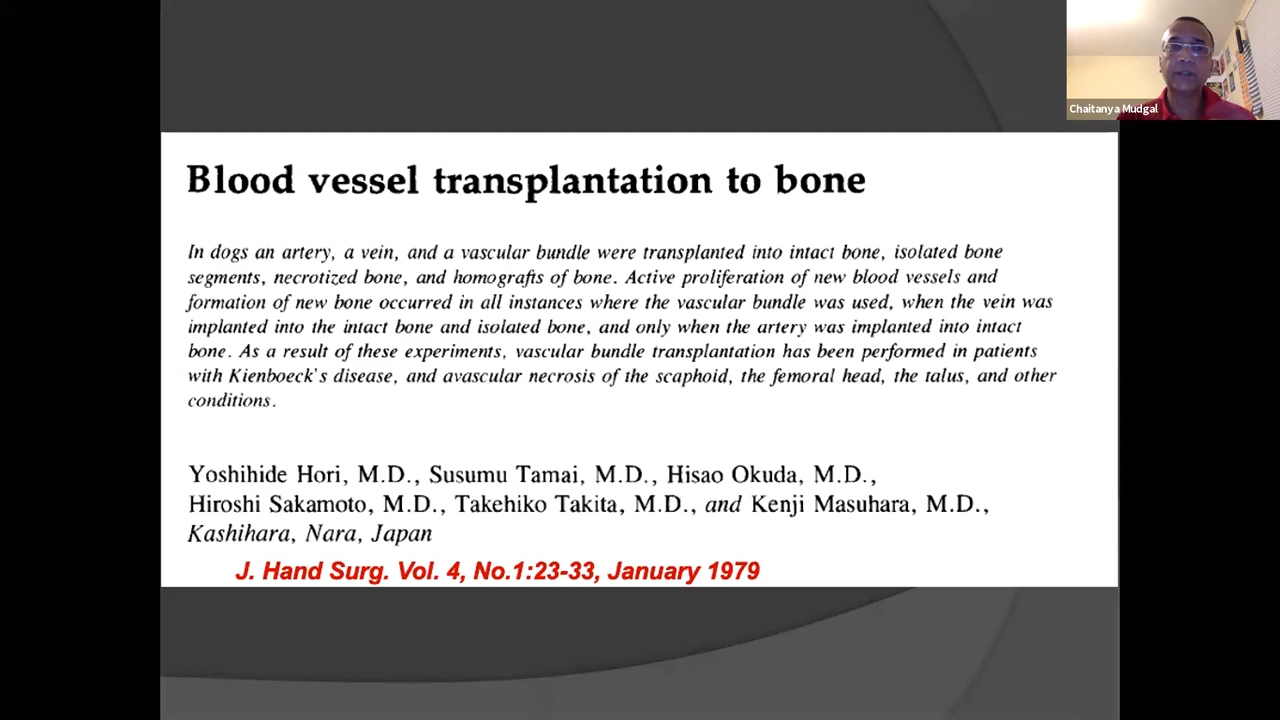 Chaitanya Mudgal
Blood vessel transplantation to bone
In dogs an artery, a vein, and a vascular bundle were transplanted into intact bone, isolated bone
segments, necrotized bone, and homografts of bone. Active proliferation of new blood vessels and
formation of new bone occurred in all instances where the vascular bundle was used, when the vein was
implanted into the intact bone and isolated bone, and only when the artery was implanted into intact
bone. As a result of these experiments, vascular bundle transplantation has been performed in patients
with Kienboeck's disease, and avascular necrosis of the scaphoid, the femoral head, the talus, and other
conditions.
Yoshihide Hori, M.D., Susumu Tamai, M.D., Hisao Okuda, M.D.,
Hiroshi Sakamoto, M.D., Takehiko Takita, M.D., and Kenji Masuhara, M.D.,
Kashihara, Nara, Japan
J. Hand Surg. Vol. 4, No.1:23-33, January 1979